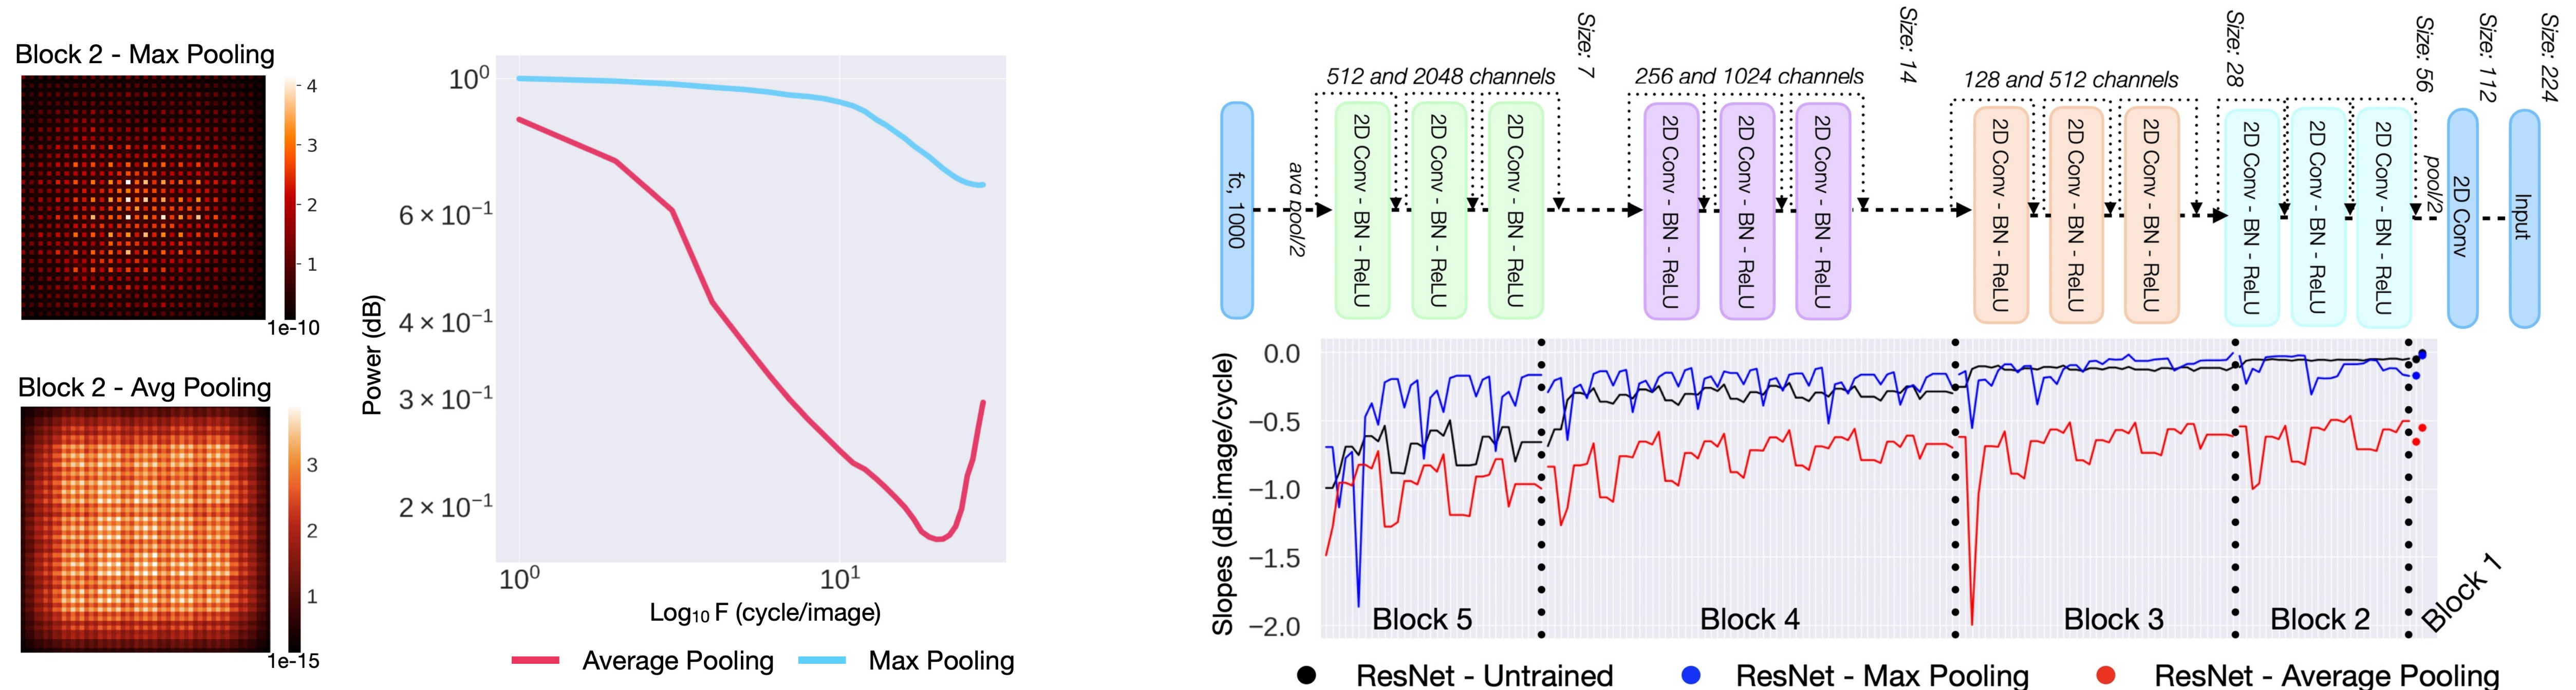 Block 2 - Max Pooling
4
3
2
1
1e-10
Block 2 - Avg Pooling
3
2
1
1e-15
Power (dB)
10⁰
6 × 10⁻¹
4 × 10⁻¹
3 × 10⁻¹
2 × 10⁻¹
10⁰ 10¹
Log₁₀ F (cycle/image)
Average Pooling Max Pooling
Size: 7
Size: 14
Size: 28
Size: 56
Size: 112
Size: 224
512 and 2048 channels
256 and 1024 channels
128 and 512 channels
fc, 1000
avg pool/2
2D Conv - BN - ReLU
2D Conv - BN - ReLU
2D Conv - BN - ReLU
2D Conv - BN - ReLU
2D Conv - BN - ReLU
2D Conv - BN - ReLU
2D Conv - BN - ReLU
2D Conv - BN - ReLU
2D Conv - BN - ReLU
2D Conv - BN - ReLU
2D Conv - BN - ReLU
2D Conv - BN - ReLU
pool/2
2D Conv
Input
Slopes (dB.image/cycle)
0.0
−0.5
−1.0
−1.5
−2.0
Block 5
Block 4
Block 3
Block 2
Block 1
ResNet - Untrained ResNet - Max Pooling ResNet - Average Pooling